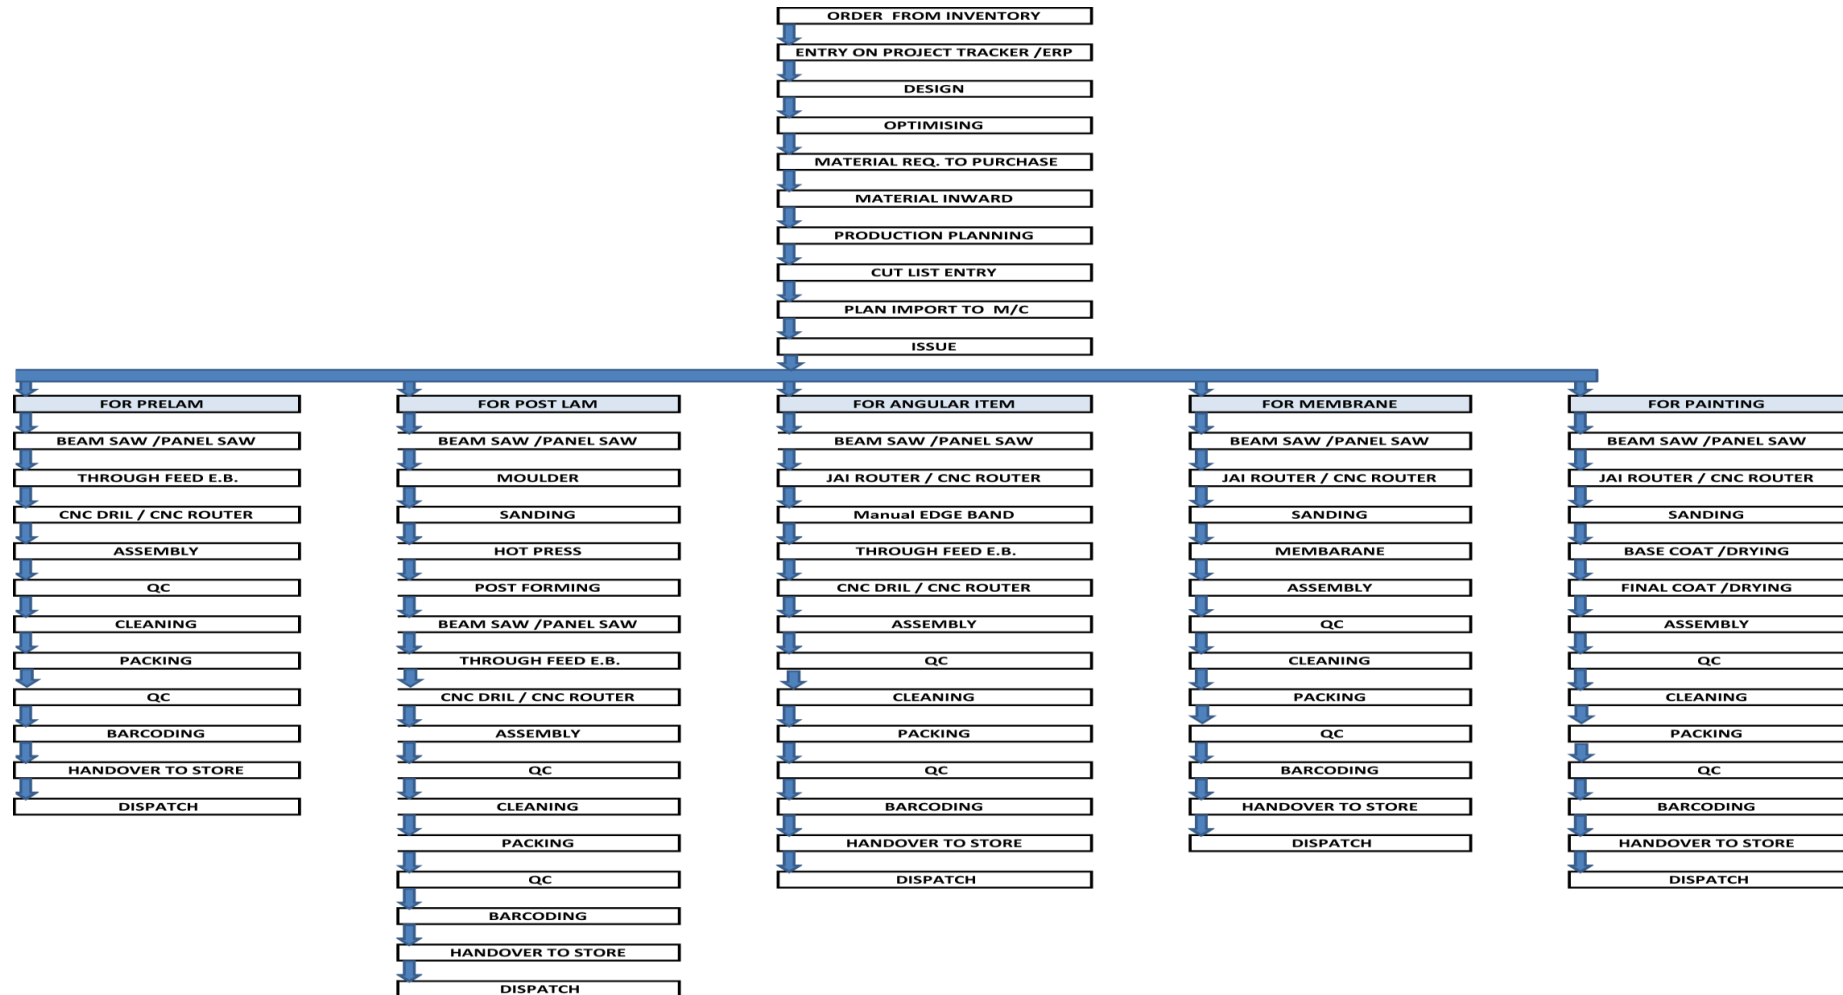 ORDER FROM INVENTORY
ENTRY ON PROJECT TRACKER /ERP
DESIGN
OPTIMISING
MATERIAL REQ. TO PURCHASE
MATERIAL INWARD
PRODUCTION PLANNING
CUT LIST ENTRY
PLAN IMPORT TO M/C
ISSUE
FOR PRELAM
BEAM SAW /PANEL SAW
THROUGH FEED E.B.
CNC DRIL / CNC ROUTER
ASSEMBLY
QC
CLEANING
PACKING
QC
BARCODING
HANDOVER TO STORE
DISPATCH
FOR POST LAM
BEAM SAW /PANEL SAW
MOULDER
SANDING
HOT PRESS
POST FORMING
BEAM SAW /PANEL SAW
THROUGH FEED E.B.
CNC DRIL / CNC ROUTER
ASSEMBLY
QC
CLEANING
PACKING
QC
BARCODING
HANDOVER TO STORE
DISPATCH
FOR ANGULAR ITEM
BEAM SAW /PANEL SAW
JAI ROUTER / CNC ROUTER
Manual EDGE BAND
THROUGH FEED E.B.
CNC DRIL / CNC ROUTER
ASSEMBLY
QC
CLEANING
PACKING
QC
BARCODING
HANDOVER TO STORE
DISPATCH
FOR MEMBRANE
BEAM SAW /PANEL SAW
JAI ROUTER / CNC ROUTER
SANDING
MEMBARANE
ASSEMBLY
QC
CLEANING
PACKING
QC
BARCODING
HANDOVER TO STORE
DISPATCH
FOR PAINTING
BEAM SAW /PANEL SAW
JAI ROUTER / CNC ROUTER
SANDING
BASE COAT /DRYING
FINAL COAT /DRYING
ASSEMBLY
QC
CLEANING
PACKING
QC
BARCODING
HANDOVER TO STORE
DISPATCH